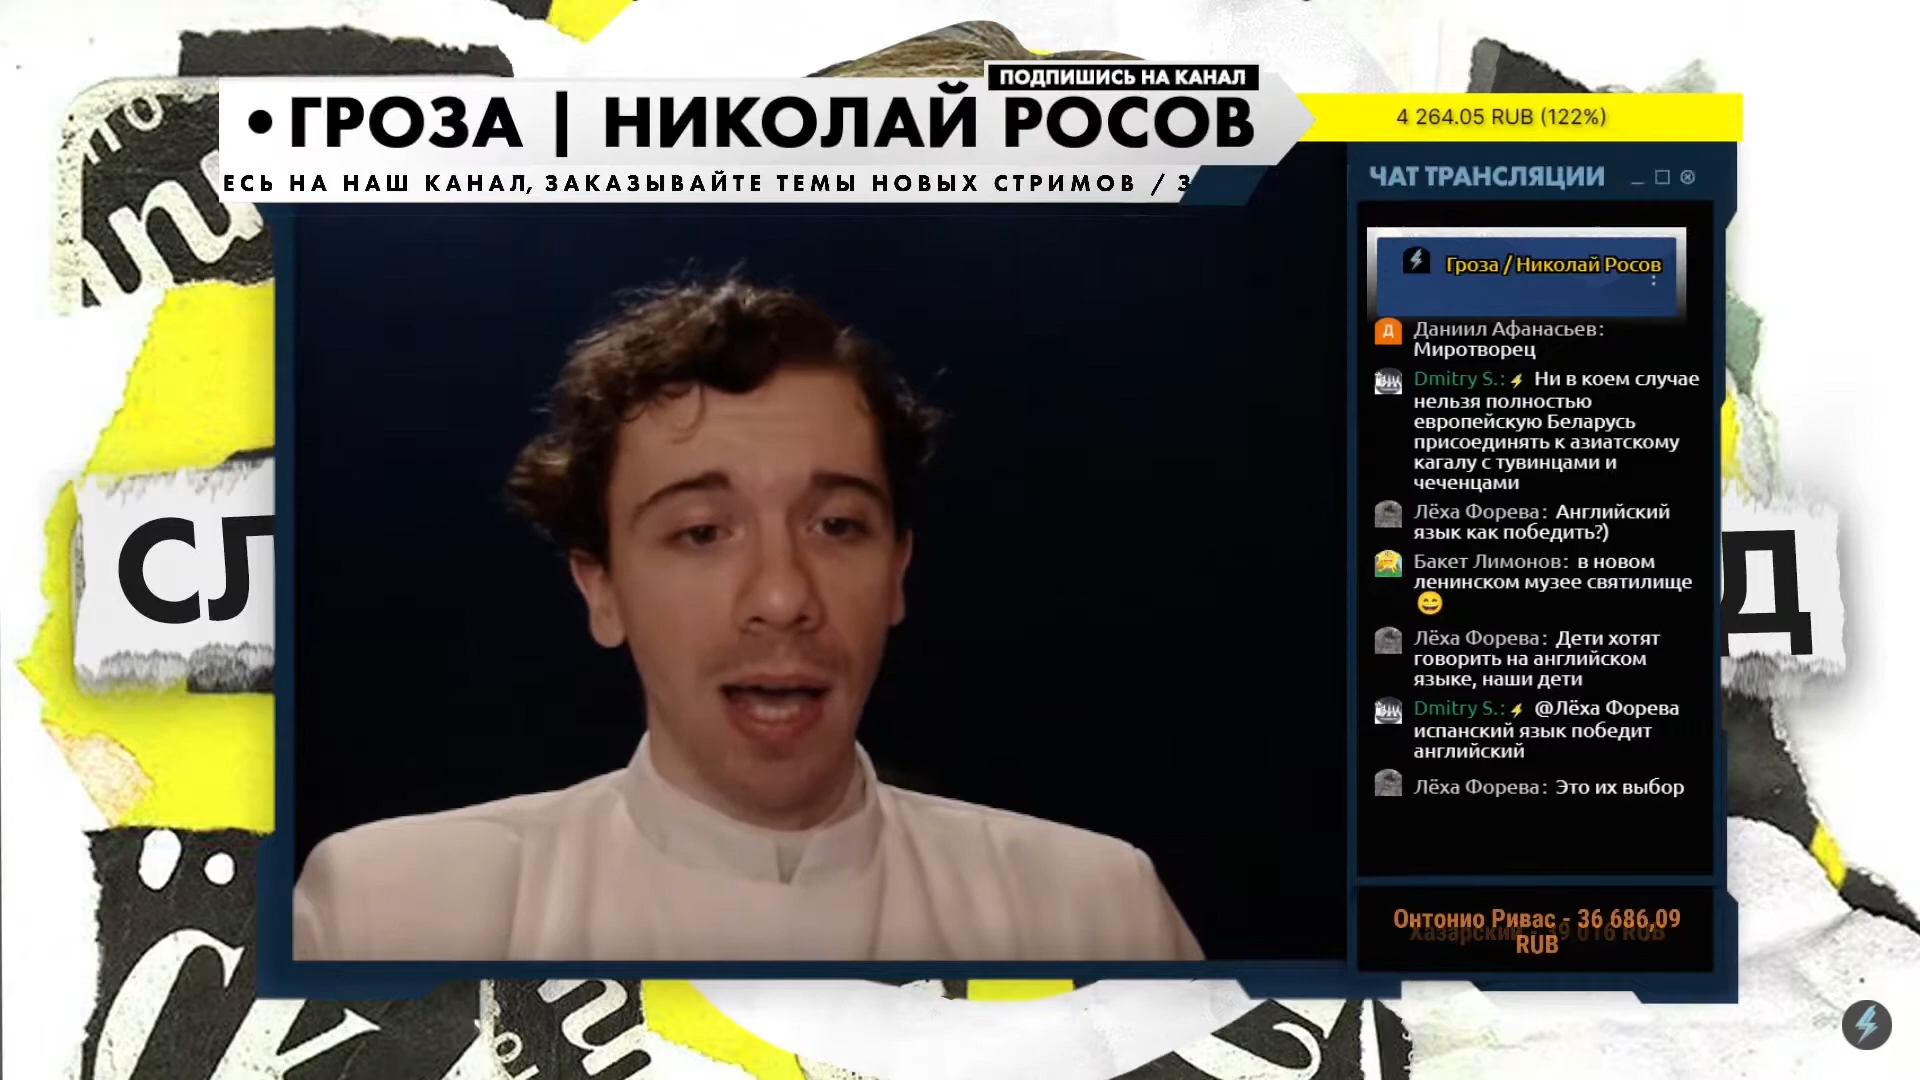 ПОДПИШИСЬ НА КАНАЛ
• ГРОЗА | НИКОЛАЙ РОСОВ
ЕСЬ НА НАШ КАНАЛ, ЗАКАЗЫВАЙТЕ ТЕМЫ НОВЫХ СТРИМОВ / З
4 264.05 RUB (122%)
ЧАТ ТРАНСЛЯЦИИ
Гроза / Николай Росов
Д
Даниил Афанасьев:
Миротворец
Dmitry S.:⚡ Ни в коем случае
нельзя полностью
европейскую Беларусь
присоединять к азиатскому
кагалу с тувинцами и
чеченцами
Лёха Форева: Английский
язык как победить?)
Бакет Лимонов: в новом
ленинском музее святилище
😄
Лёха Форева: Дети хотят
говорить на английском
языке, наши дети
Dmitry S.:⚡ @Лёха Форева
испанский язык победит
английский
Лёха Форева: Это их выбор
Онтонио Ривас - 36 686,09
RUB
СЛ
Д